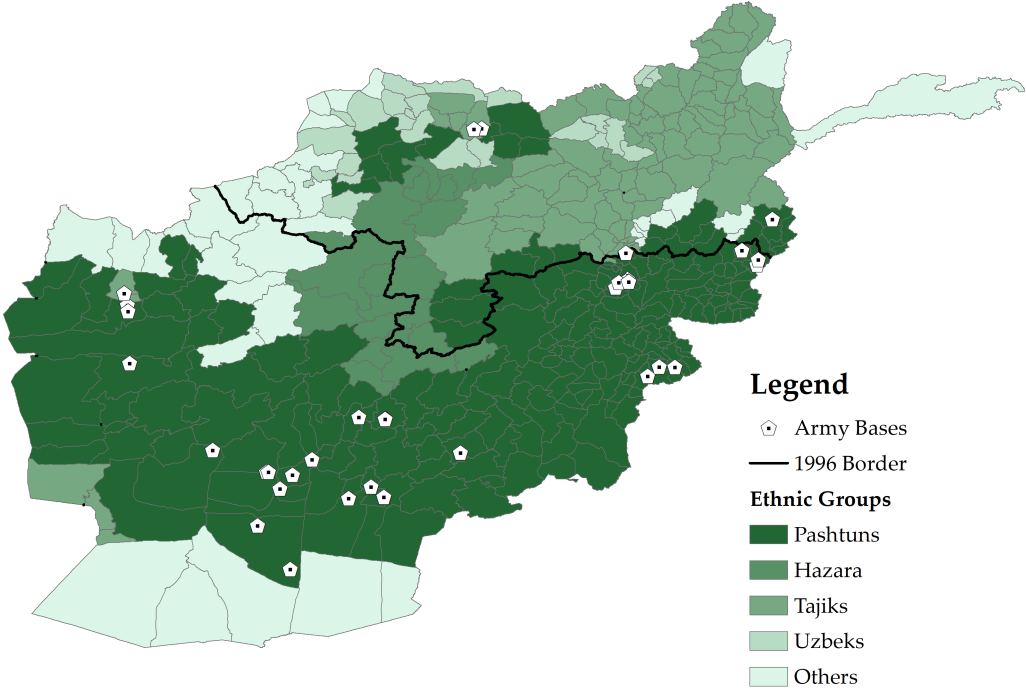 Legend
Army Bases
1996 Border
Ethnic Groups
Pashtuns
Hazara
Tajiks
Uzbeks
Others